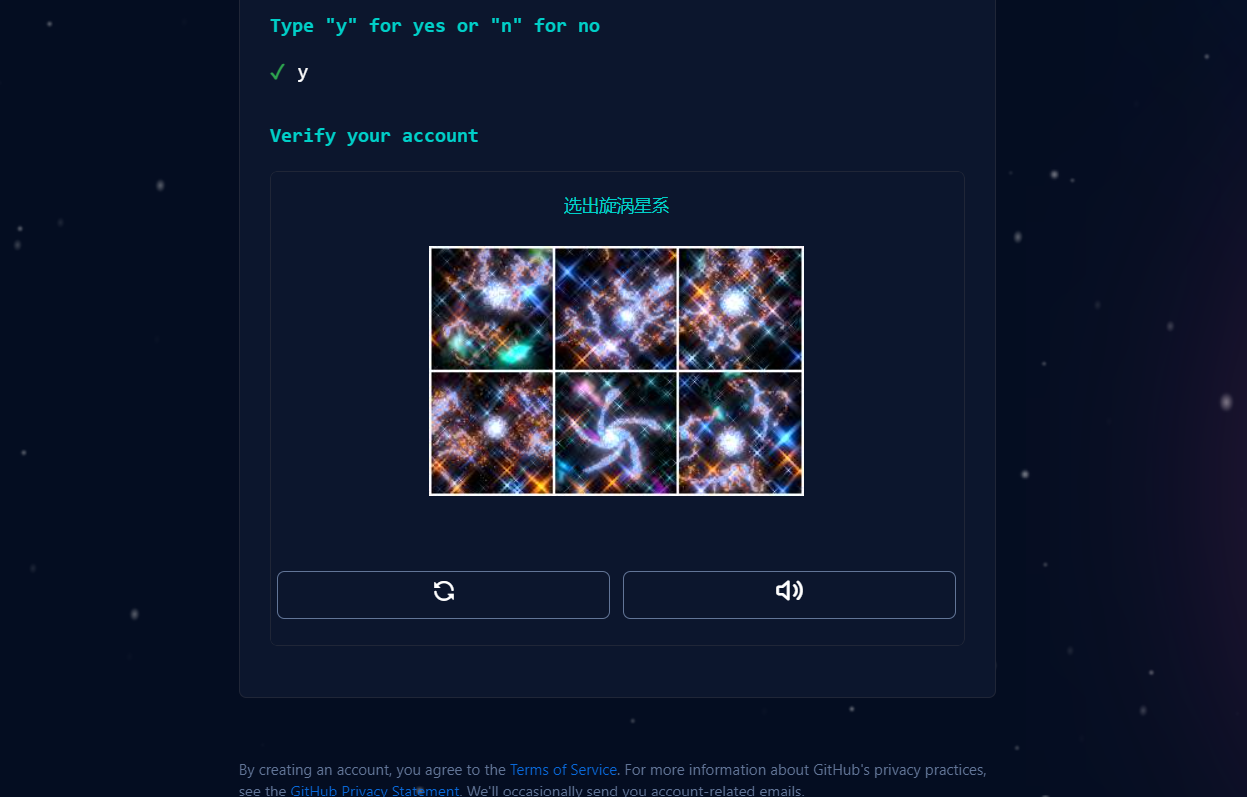 Type "y" for yes or "n" for no
✓ y
Verify your account
选出旋涡星系
By creating an account, you agree to the Terms of Service. For more information about GitHub's privacy practices,
see the GitHub Privacy Statement. We'll occasionally send you account-related emails.